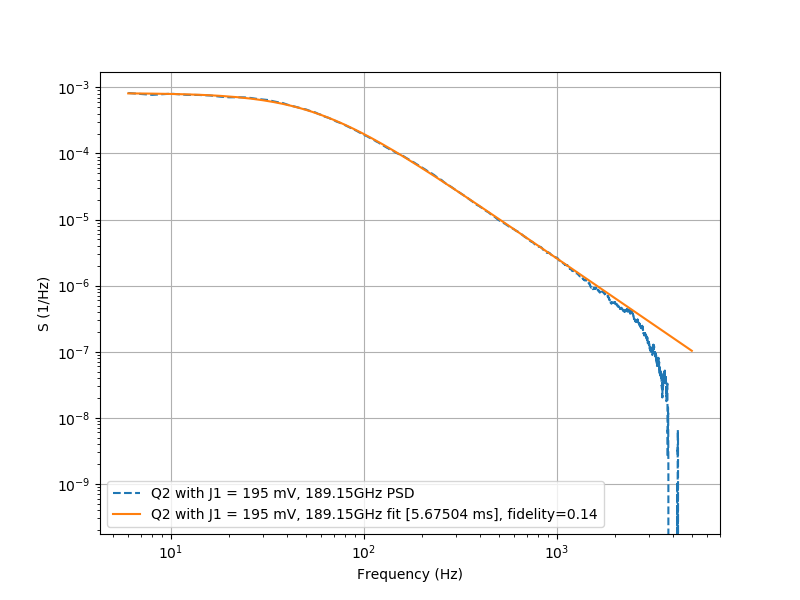 10⁻³
10⁻⁴
10⁻⁵
10⁻⁶
10⁻⁷
10⁻⁸
10⁻⁹
S (1/Hz)
Q2 with J1 = 195 mV, 189.15GHz PSD
Q2 with J1 = 195 mV, 189.15GHz fit [5.67504 ms], fidelity=0.14
10¹ 10² 10³
Frequency (Hz)